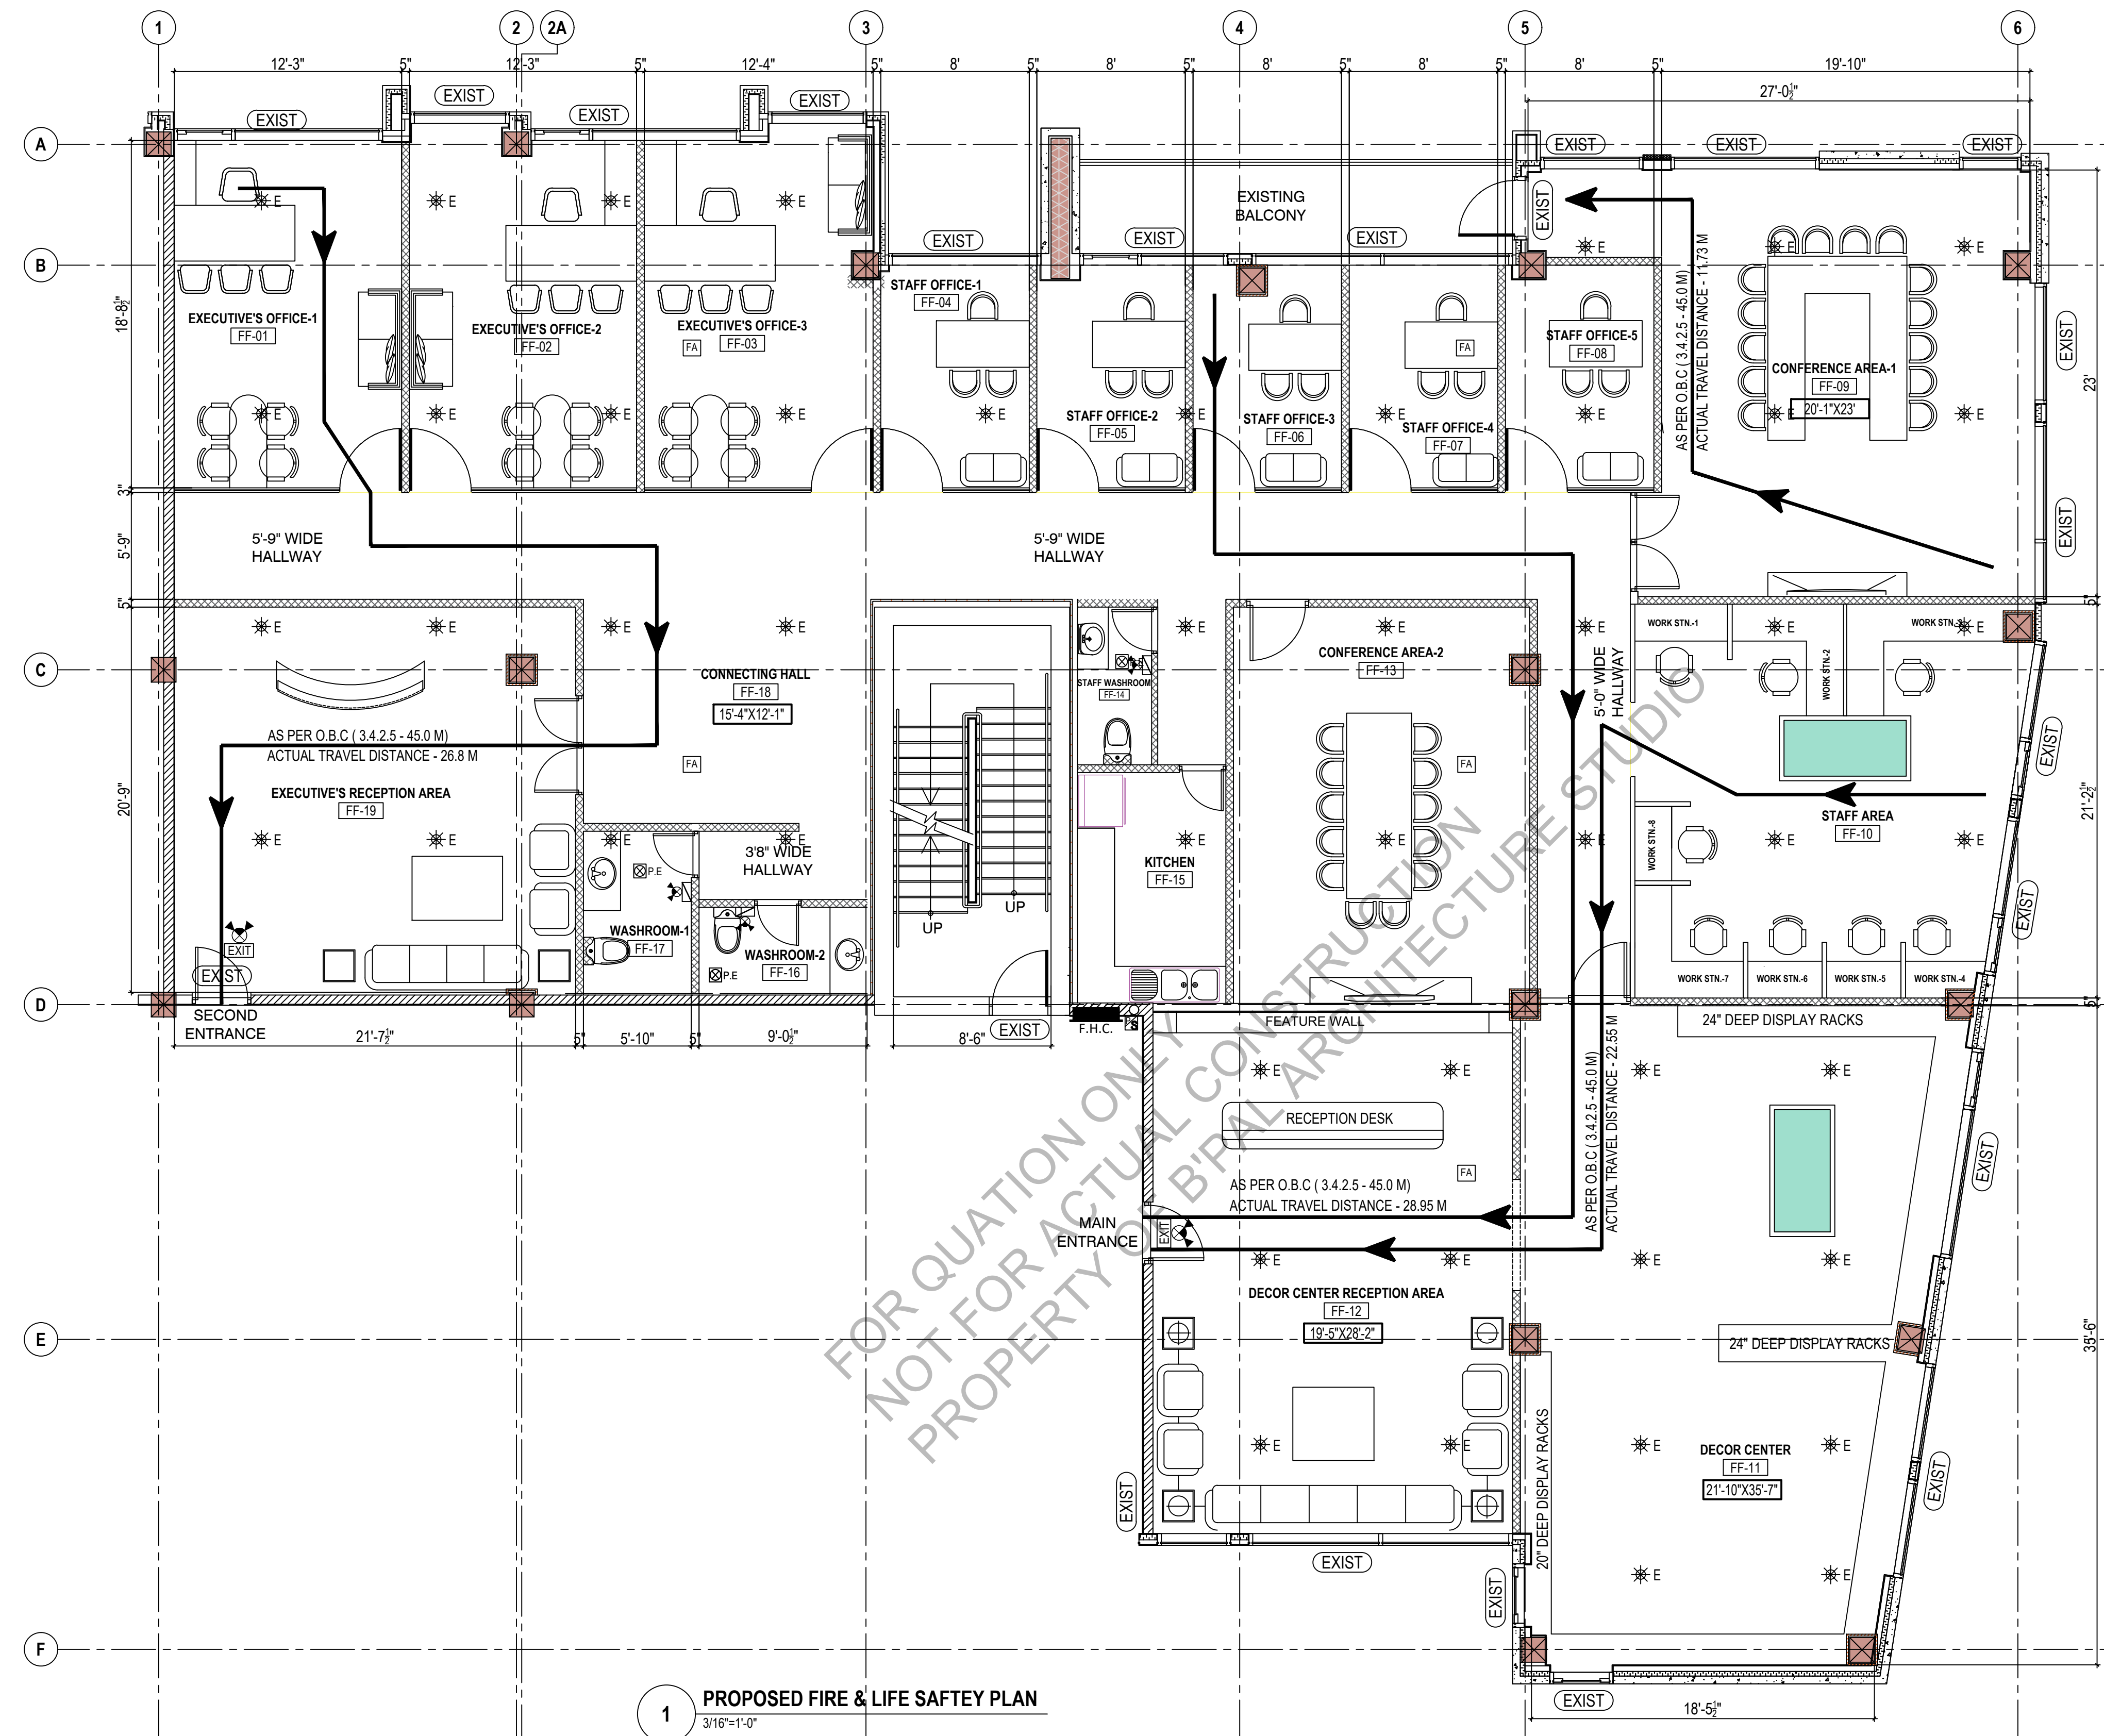 1
2
2A
3
4
5
6
12'-3"
5"
12'-3"
5"
12'-4"
5"
8'
5"
8'
5"
8'
5"
8'
5"
8'
5"
19'-10"
27'-0½"
EXIST
EXIST
EXIST
EXIST
EXIST
EXIST
EXIST
A
B
C
D
E
F
E
E
E
E
EXISTING
BALCONY
EXIST
EXIST
EXIST
EXIST
E
E
E
18'-8½"
EXECUTIVE'S OFFICE-1
FF-01
EXECUTIVE'S OFFICE-2
FF-02
EXECUTIVE'S OFFICE-3
FF-03
FA
STAFF OFFICE-1
FF-04
STAFF OFFICE-2
FF-05
STAFF OFFICE-3
FF-06
STAFF OFFICE-4
FF-07
FA
STAFF OFFICE-5
FF-08
AS PER O.B.C ( 3.4.2.5 - 45.0 M)
ACTUAL TRAVEL DISTANCE - 11.73 M
CONFERENCE AREA-1
FF-09
20'-1"X23'
EXIST
EXIST
23'
E
E
E
E
E
E
E
E
E
E
3"
5'-9"
5"
5'-9" WIDE
HALLWAY
5'-9" WIDE
HALLWAY
5"
E
E
E
E
E
E
E
E
E
WORK STN.-1
WORK STN.-2
CONNECTING HALL
FF-18
15'-4"X12'-1"
STAFF WASHROOM
FF-14
CONFERENCE AREA-2
FF-13
5'-0" WIDE
HALLWAY
AS PER O.B.C ( 3.4.2.5 - 45.0 M)
ACTUAL TRAVEL DISTANCE - 26.8 M
FA
FA
EXECUTIVE'S RECEPTION AREA
FF-19
20'-9"
E
E
E
E
E
E
E
E
E
3'8" WIDE
HALLWAY
P.E
KITCHEN
FF-15
STAFF AREA
FF-10
WORK STN.-8
EXIST
EXIST
21'-2½"
UP
UP
WASHROOM-1
FF-17
WASHROOM-2
FF-16
P.E
EXIT
EXIST
WORK STN.-7
WORK STN.-6
WORK STN.-5
WORK STN.-4
5"
SECOND
ENTRANCE
21'-7½"
5"
5'-10"
5"
9'-0½"
8'-6"
EXIST
F.H.C.
S
FEATURE WALL
24" DEEP DISPLAY RACKS
E
E
E
E
RECEPTION DESK
FA
AS PER O.B.C ( 3.4.2.5 - 45.0 M)
ACTUAL TRAVEL DISTANCE - 22.55 M
EXIST
AS PER O.B.C ( 3.4.2.5 - 45.0 M)
ACTUAL TRAVEL DISTANCE - 28.95 M
MAIN
ENTRANCE
EXIT
E
E
E
E
DECOR CENTER RECEPTION AREA
FF-12
19'-5"X28'-2"
24" DEEP DISPLAY RACKS
35'-6"
E
E
E
E
DECOR CENTER
FF-11
21'-10"X35'-7"
20" DEEP DISPLAY RACKS
EXIST
EXIST
EXIST
EXIST
E
E
EXIST
18'-5½"
FOR QUATION ONLY
NOT FOR ACTUAL CONSTRUCTION
PROPERTY OF B'PAL ARCHITECTURE STUDIO
1
PROPOSED FIRE & LIFE SAFTEY PLAN
3/16"=1'-0"